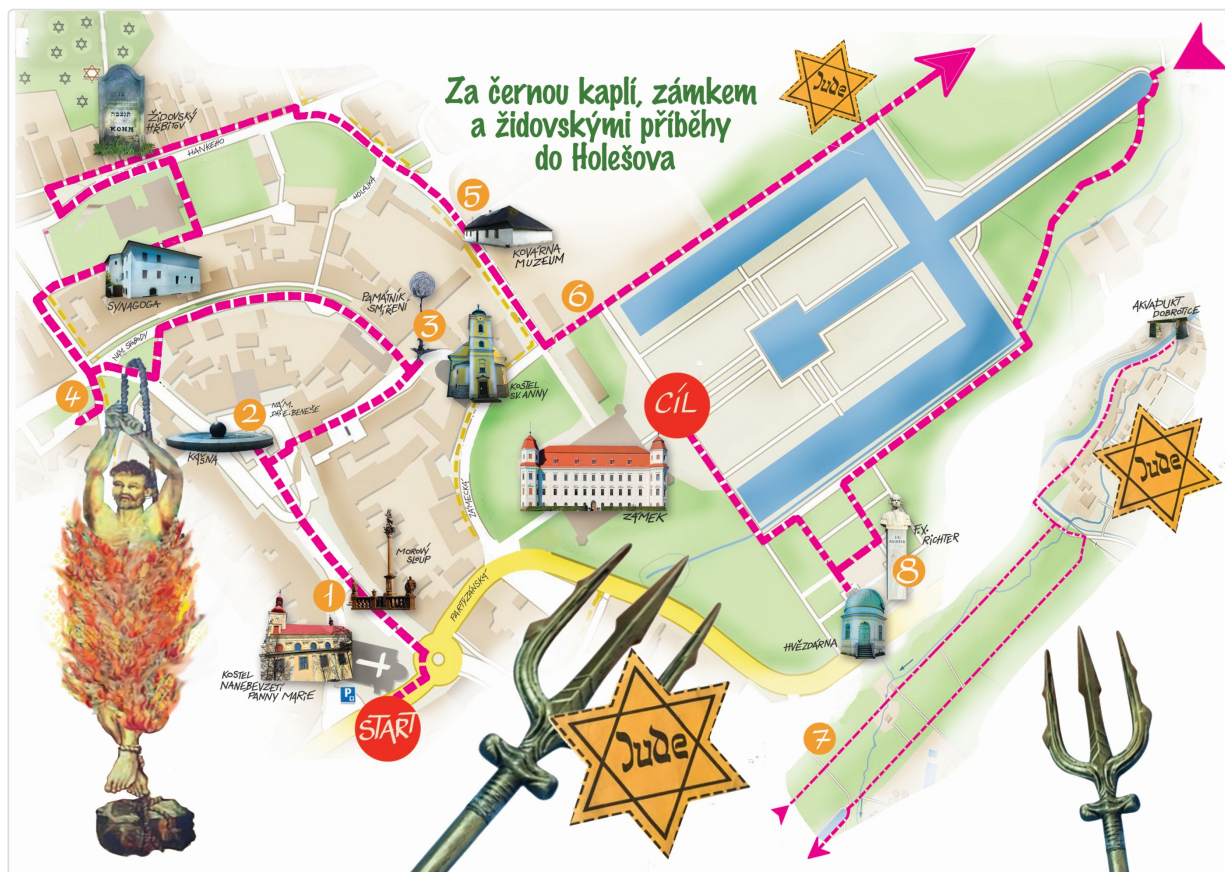 Za černou kaplí, zámkem
a židovskými příběhy
do Holešova
Jude
ŽIDOVSKÝ
HŘBITOV
KOHN
HANKEHO
HOLAJKA
5
KOVÁRNA
MUZEUM
SYNAGOGA
PAMÁTNÍK
SMÍŘENÍ
3
6
NÁM. SVOBODY
KOSTEL
SV. ANNY
AKVADUKT
DOBROTICE
4
2
NÁM.
DR. E. BENEŠE
KAŠNA
CÍL
Jude
ZÁMECKÁ
ZÁMEK
F. X.
RICHTER
MOROVÝ
SLOUP
1
PARTYZÁNSKÁ
8
HVĚZDÁRNA
KOSTEL
NANEBEVZETÍ
PANNY MARIE
P
START
Jude
7